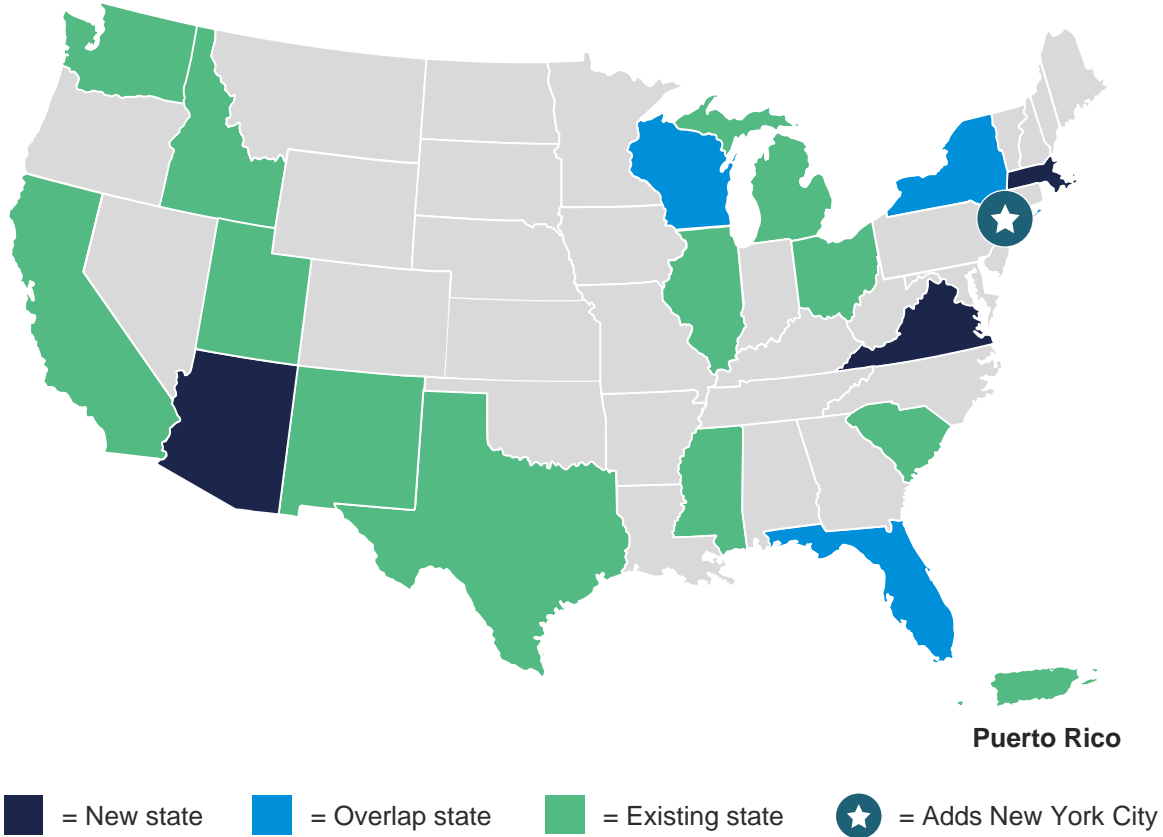 Puerto Rico
= New state = Overlap state = Existing state = Adds New York City